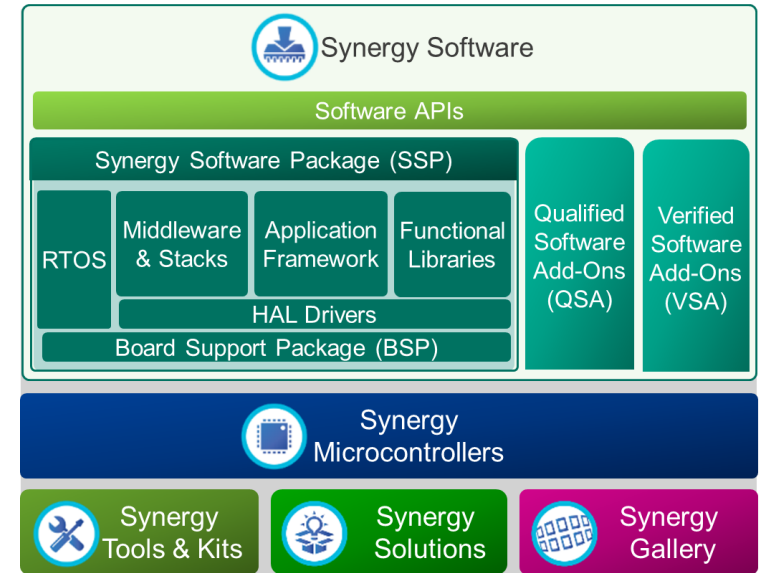 Synergy Software
Software APIs
Synergy Software Package (SSP)
RTOS
Middleware
& Stacks
Application
Framework
Functional
Libraries
HAL Drivers
Board Support Package (BSP)
Qualified
Software
Add-Ons
(QSA)
Verified
Software
Add-Ons
(VSA)
Synergy
Microcontrollers
Synergy
Tools & Kits
Synergy
Solutions
Synergy
Gallery